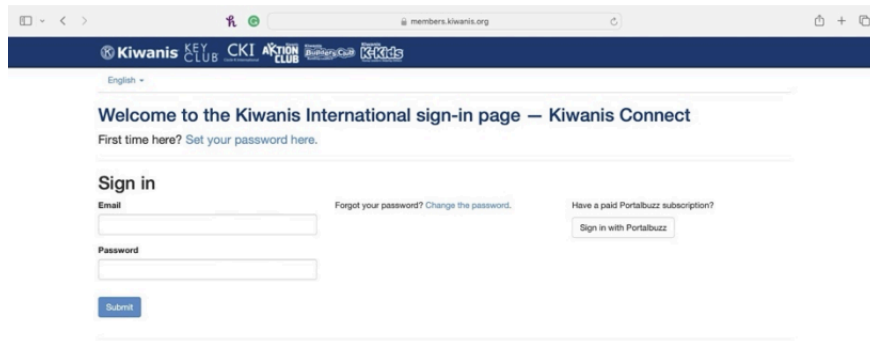 members.kiwanis.org
Kiwanis KEY CLUB CKI AKTION CLUB Builders Club K-Kids
English
Welcome to the Kiwanis International sign-in page — Kiwanis Connect
First time here? Set your password here.
Sign in
Email
Forgot your password? Change the password.
Have a paid Portalbuzz subscription?
Sign in with Portalbuzz
Password
Submit